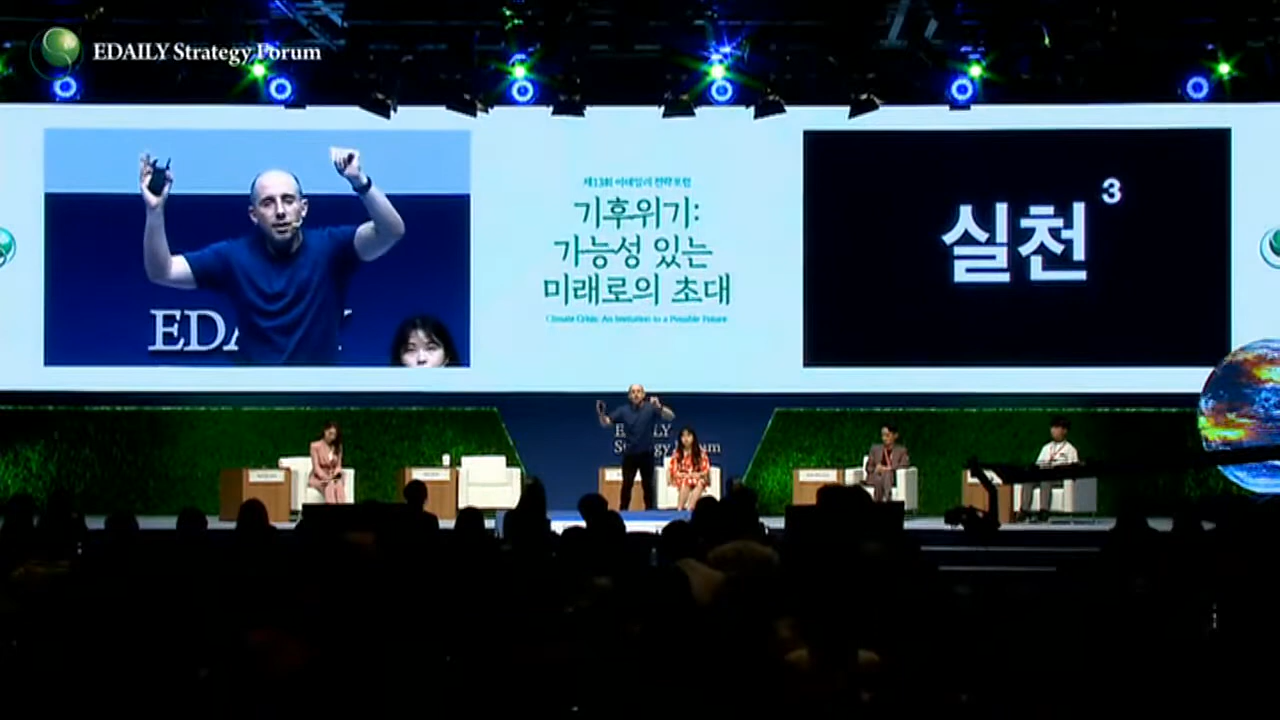 EDAILY Strategy Forum
제13회 이데일리 전략포럼
기후위기:
가능성 있는
미래로의 초대
Climate Crisis: An Invitation to a Possible Future
실천³
EDA